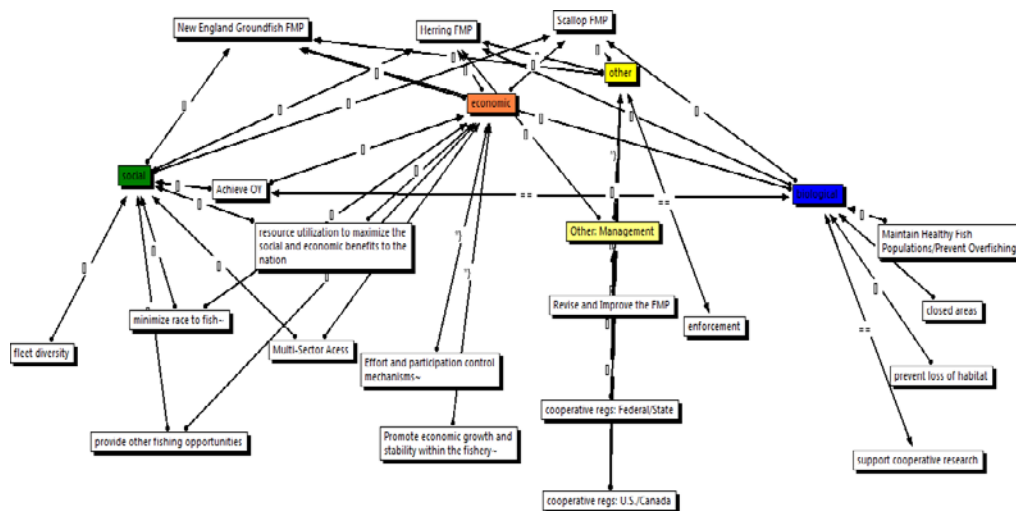 Scallop FMP
New England Groundfish FMP
Herring FMP
other
economic
social
Achieve OY
biological
resource utilization to maximize the
social and economic benefits to the
nation
Other: Management
Maintain Healthy Fish
Populations/Prevent Overfishing
Revise and Improve the FMP
closed areas
minimize race to fish~
enforcement
fleet diversity
Multi-Sector Acess
Effort and participation control
mechanisms~
prevent loss of habitat
cooperative regs: Federal/State
provide other fishing opportunities
Promote economic growth and
stability within the fishery~
support cooperative research
cooperative regs: U.S./Canada